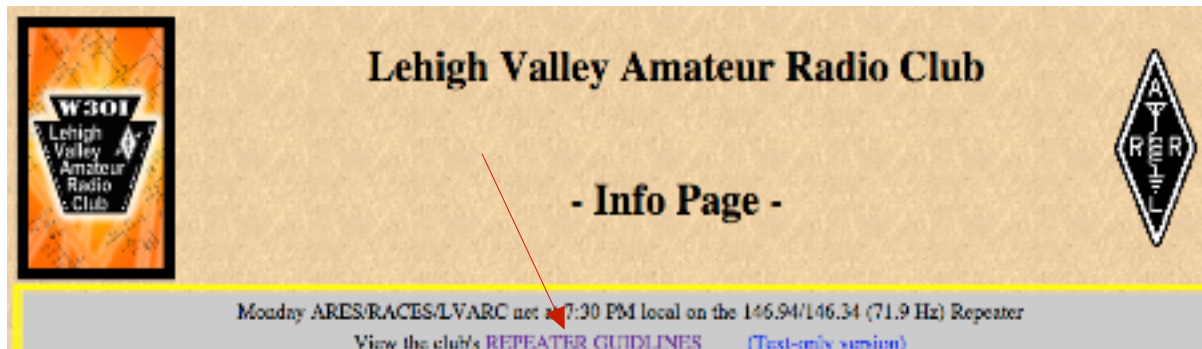 Lehigh Valley Amateur Radio Club
- Info Page -
W3OI
Lehigh
Valley
Amateur
Radio
Club
A
R R
L
Monday ARES/RACES/LVARC net at 7:30 PM local on the 146.94/146.34 (71.9 Hz) Repeater
View the club's REPEATER GUIDLINES (Text-only version)